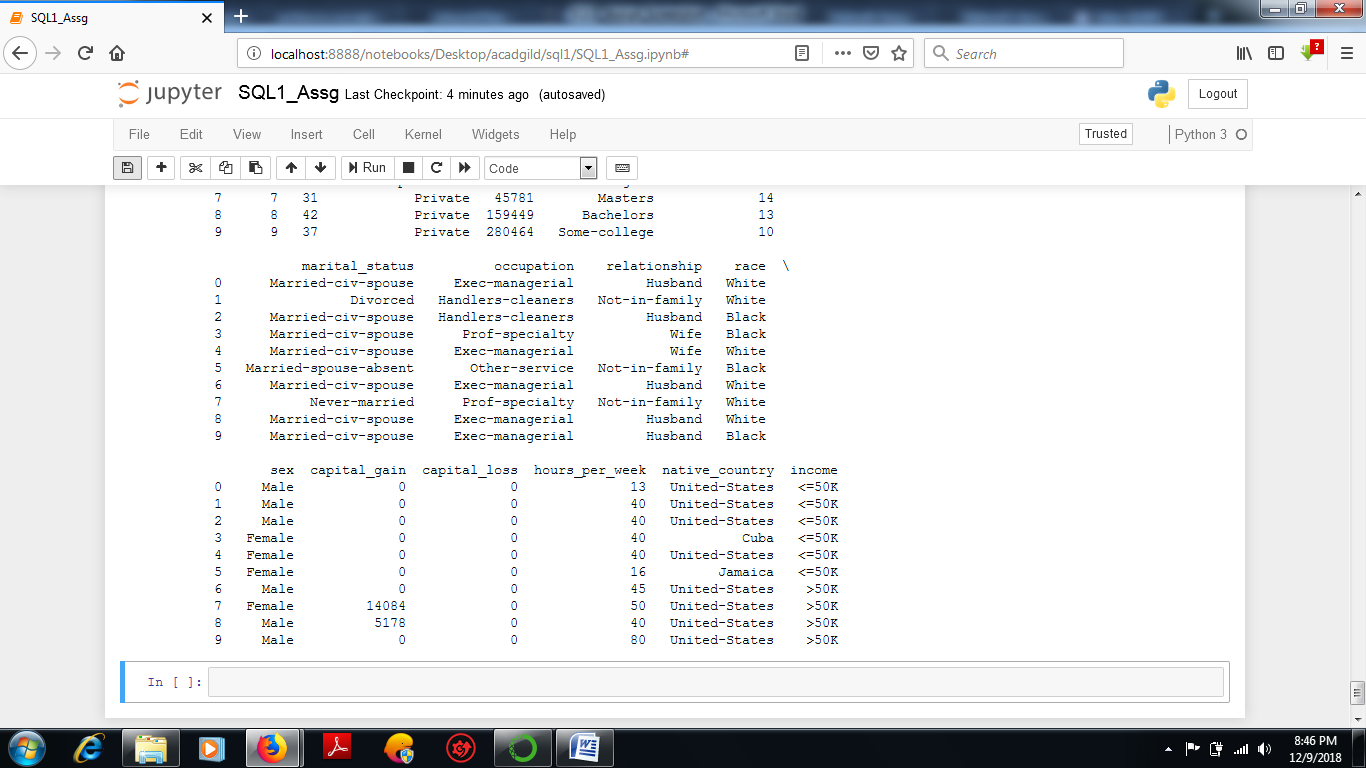 SQL1_Assg
localhost:8888/notebooks/Desktop/acadgild/sql1/SQL1_Assg.ipynb#
Search
jupyter SQL1_Assg Last Checkpoint: 4 minutes ago (autosaved)
Logout
File Edit View Insert Cell Kernel Widgets Help
Trusted
Python 3
Run
Code
7 7 31 Private 45781 Masters 14
8 8 42 Private 159449 Bachelors 13
9 9 37 Private 280464 Some-college 10
marital_status occupation relationship race \
0 Married-civ-spouse Exec-managerial Husband White
1 Divorced Handlers-cleaners Not-in-family White
2 Married-civ-spouse Handlers-cleaners Husband Black
3 Married-civ-spouse Prof-specialty Wife Black
4 Married-civ-spouse Exec-managerial Wife White
5 Married-spouse-absent Other-service Not-in-family Black
6 Married-civ-spouse Exec-managerial Husband White
7 Never-married Prof-specialty Not-in-family White
8 Married-civ-spouse Exec-managerial Husband White
9 Married-civ-spouse Exec-managerial Husband Black
sex capital_gain capital_loss hours_per_week native_country income
0 Male 0 0 13 United-States <=50K
1 Male 0 0 40 United-States <=50K
2 Male 0 0 40 United-States <=50K
3 Female 0 0 40 Cuba <=50K
4 Female 0 0 40 United-States <=50K
5 Female 0 0 16 Jamaica <=50K
6 Male 0 0 45 United-States >50K
7 Female 14084 0 50 United-States >50K
8 Male 5178 0 40 United-States >50K
9 Male 0 0 80 United-States >50K
In [ ]:
8:46 PM
12/9/2018